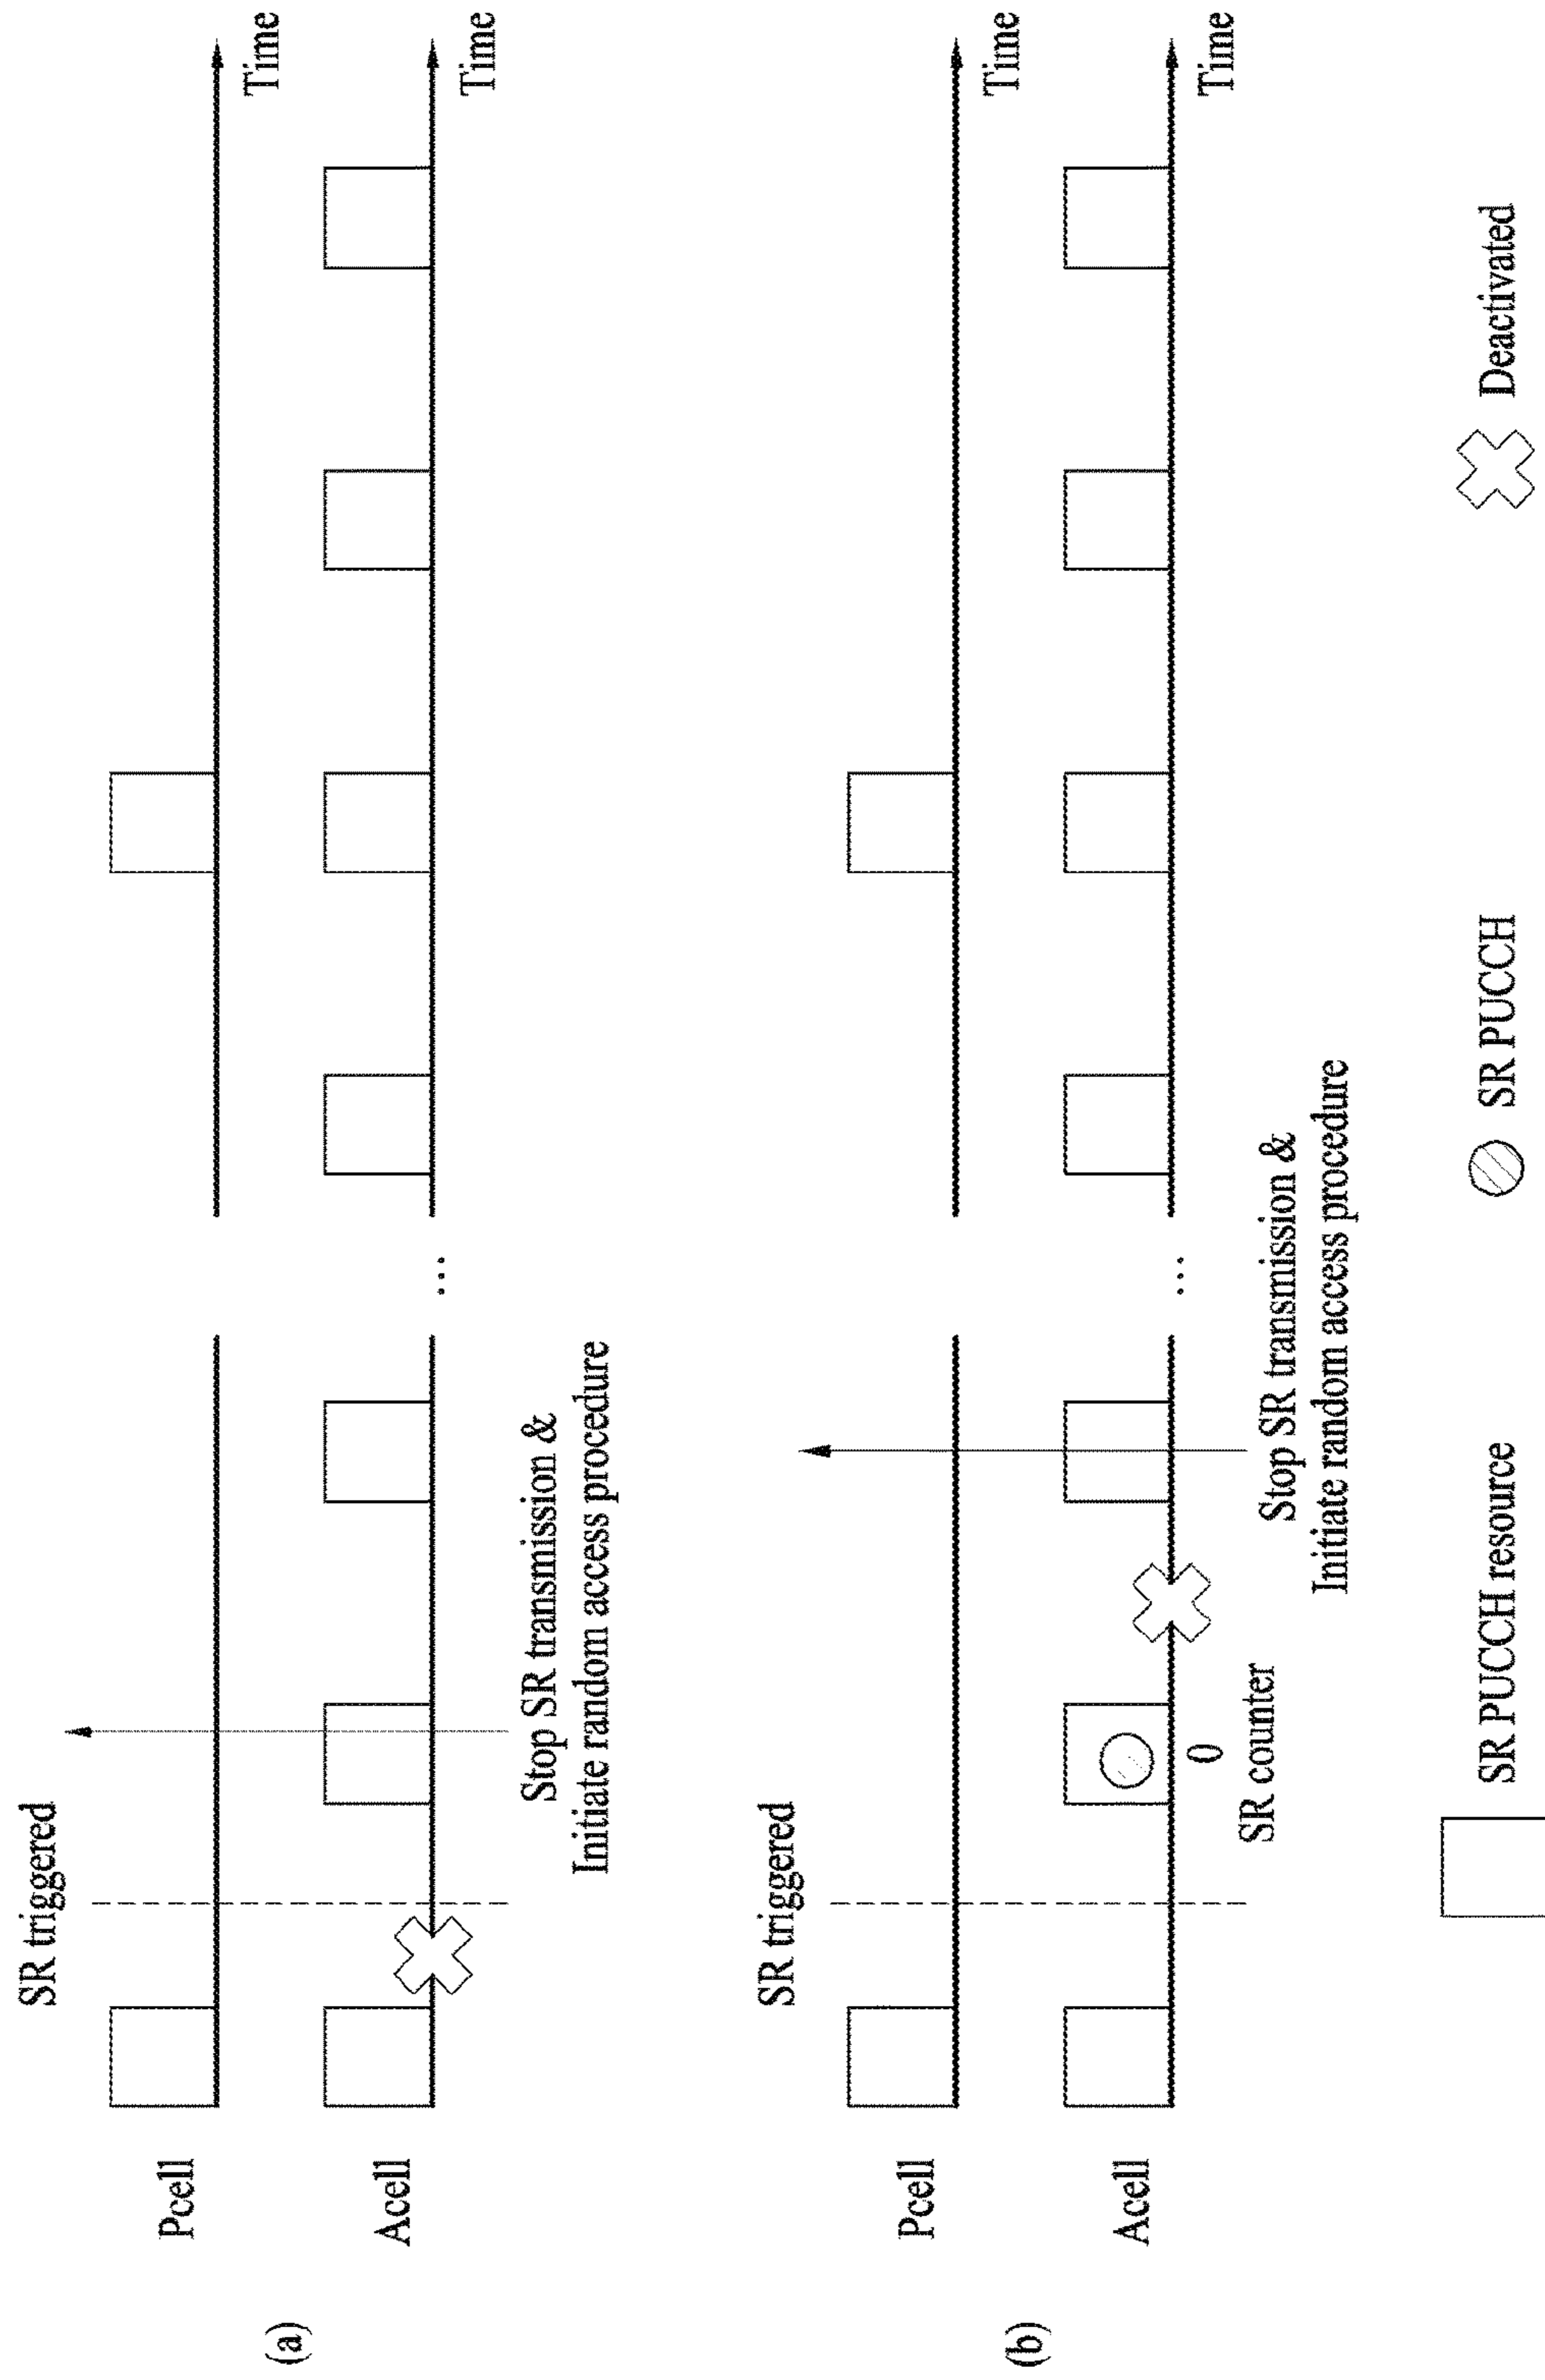 (a)
SR triggered
Pcell
Time
Acell
...
Time
Stop SR transmission &
Initiate random access procedure
(b)
SR triggered
Pcell
Time
Acell
...
Time
0
SR counter
Stop SR transmission &
Initiate random access procedure
SR PUCCH resource
SR PUCCH
Deactivated